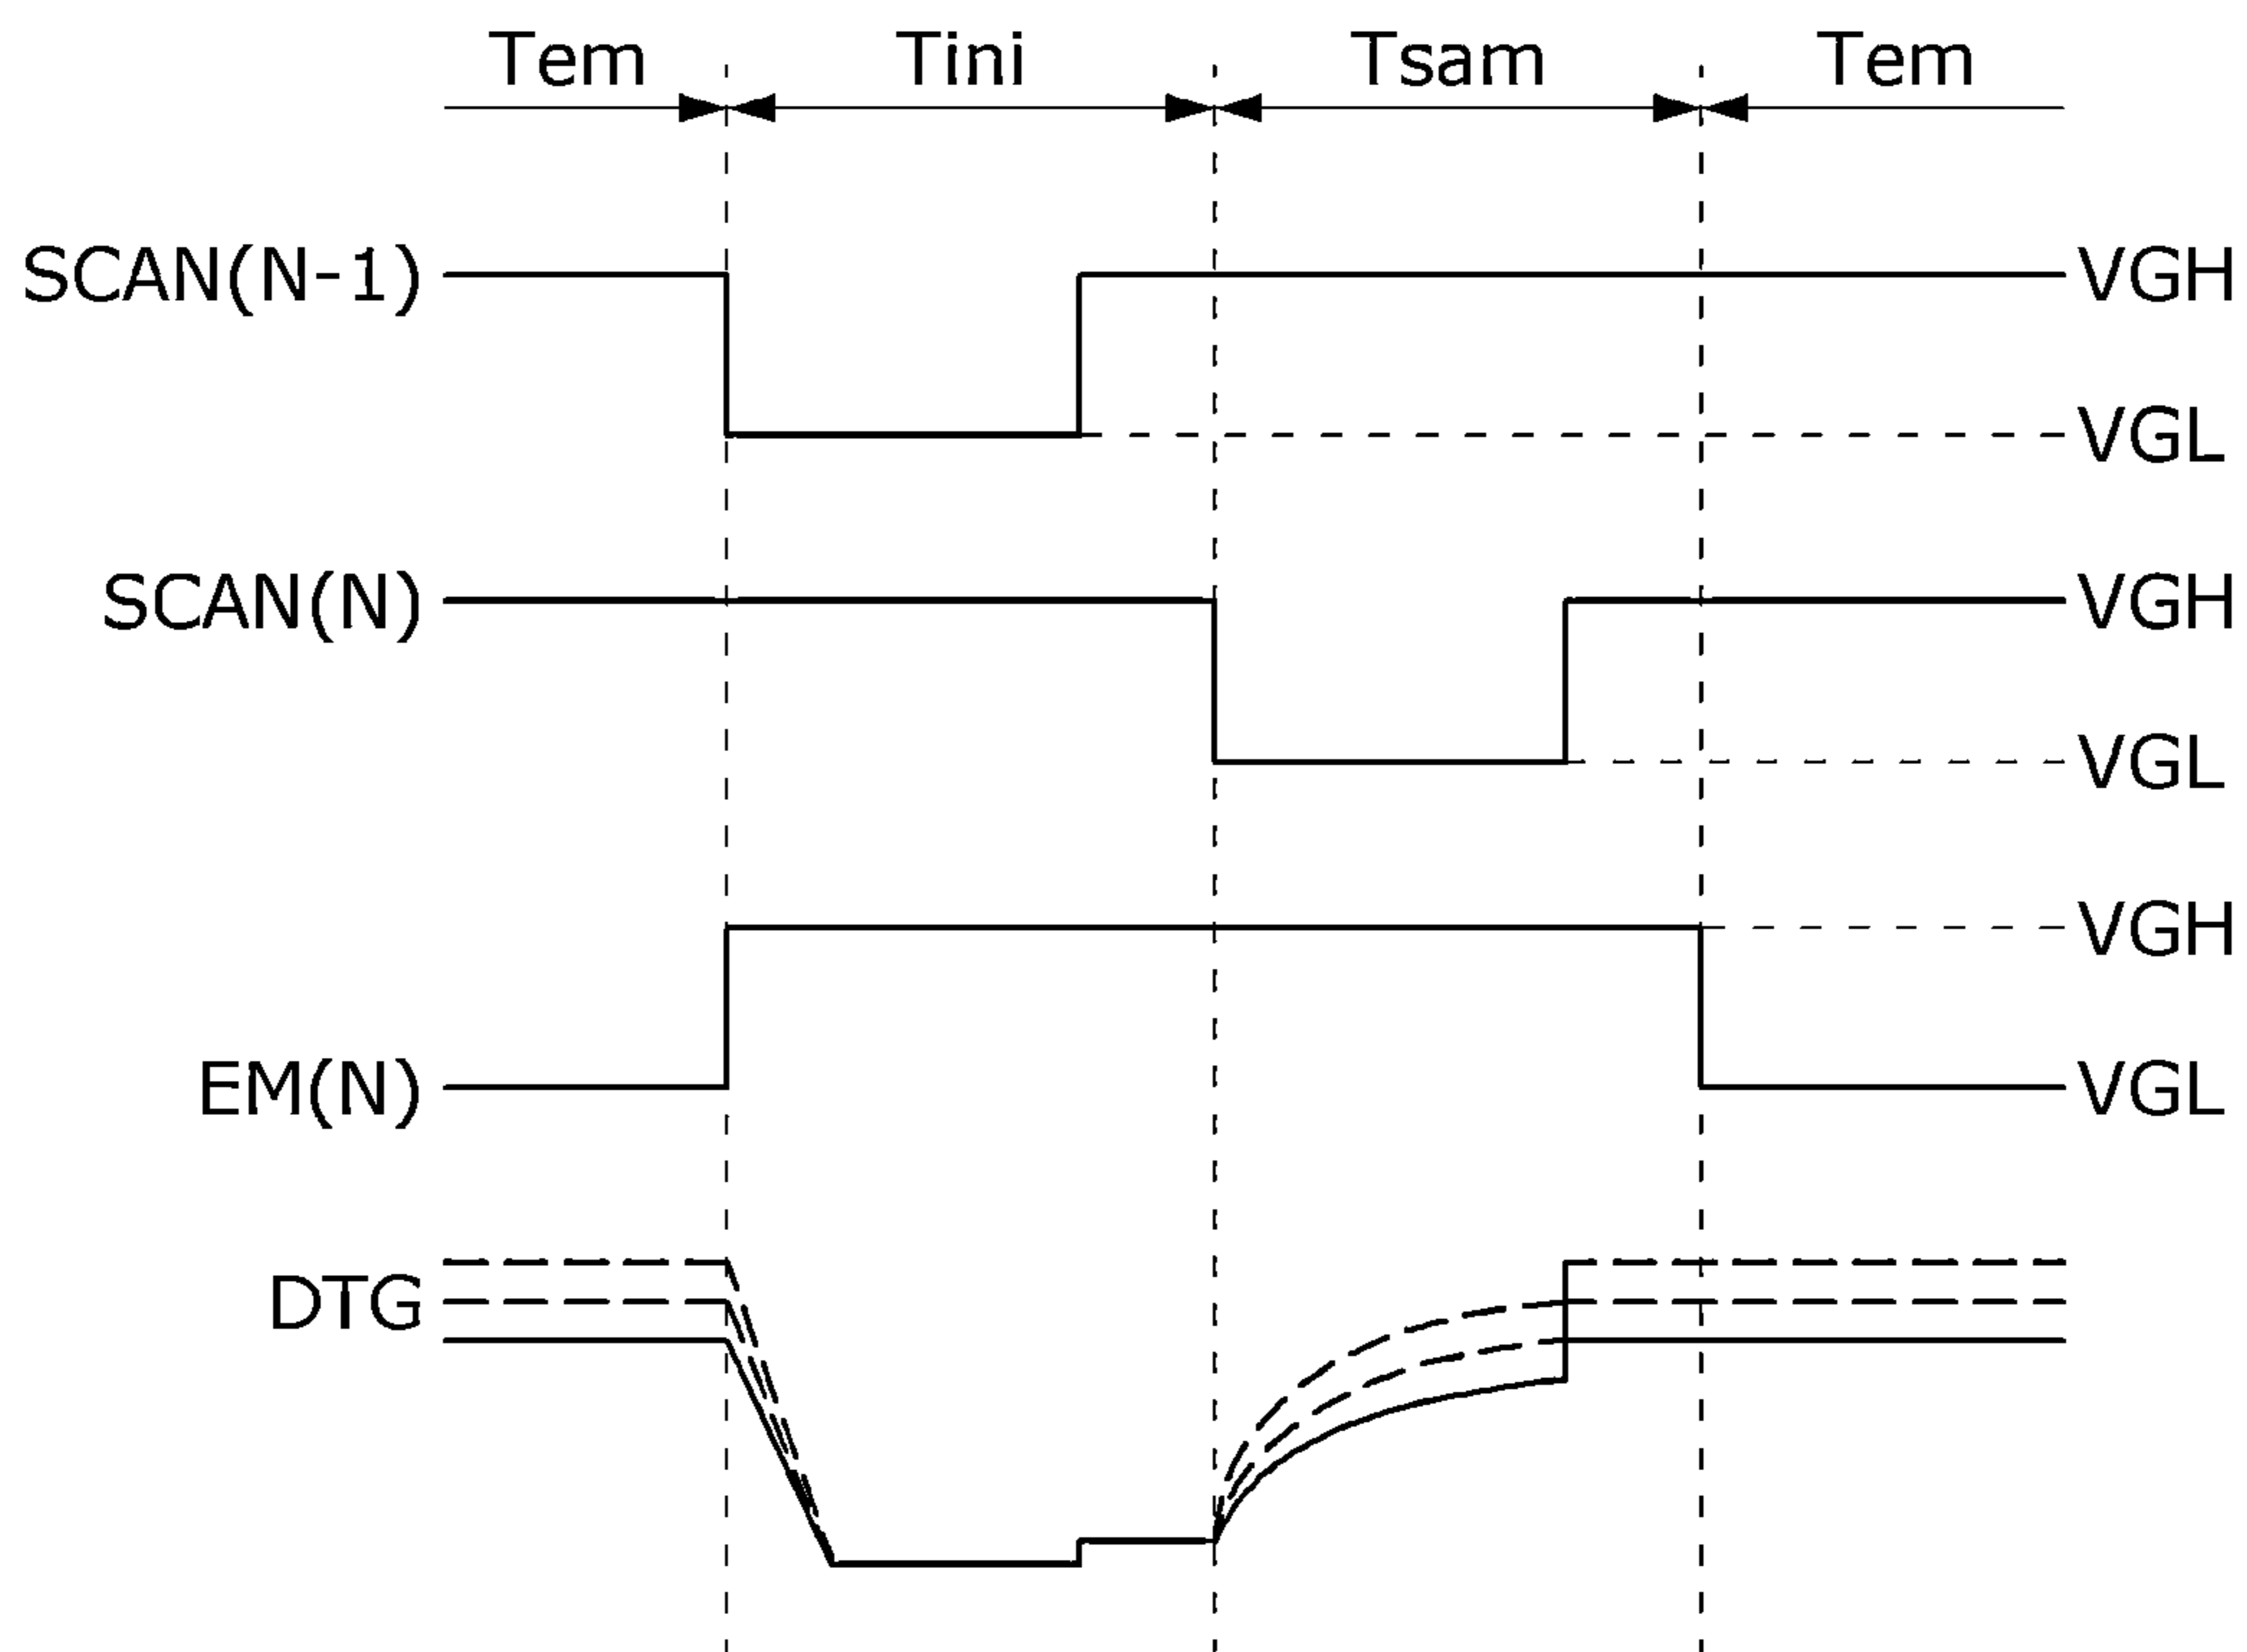 Tem Tini Tsam Tem
SCAN(N-1) VGH
VGL
SCAN(N) VGH
VGL
VGH
EM(N) VGL
DTG